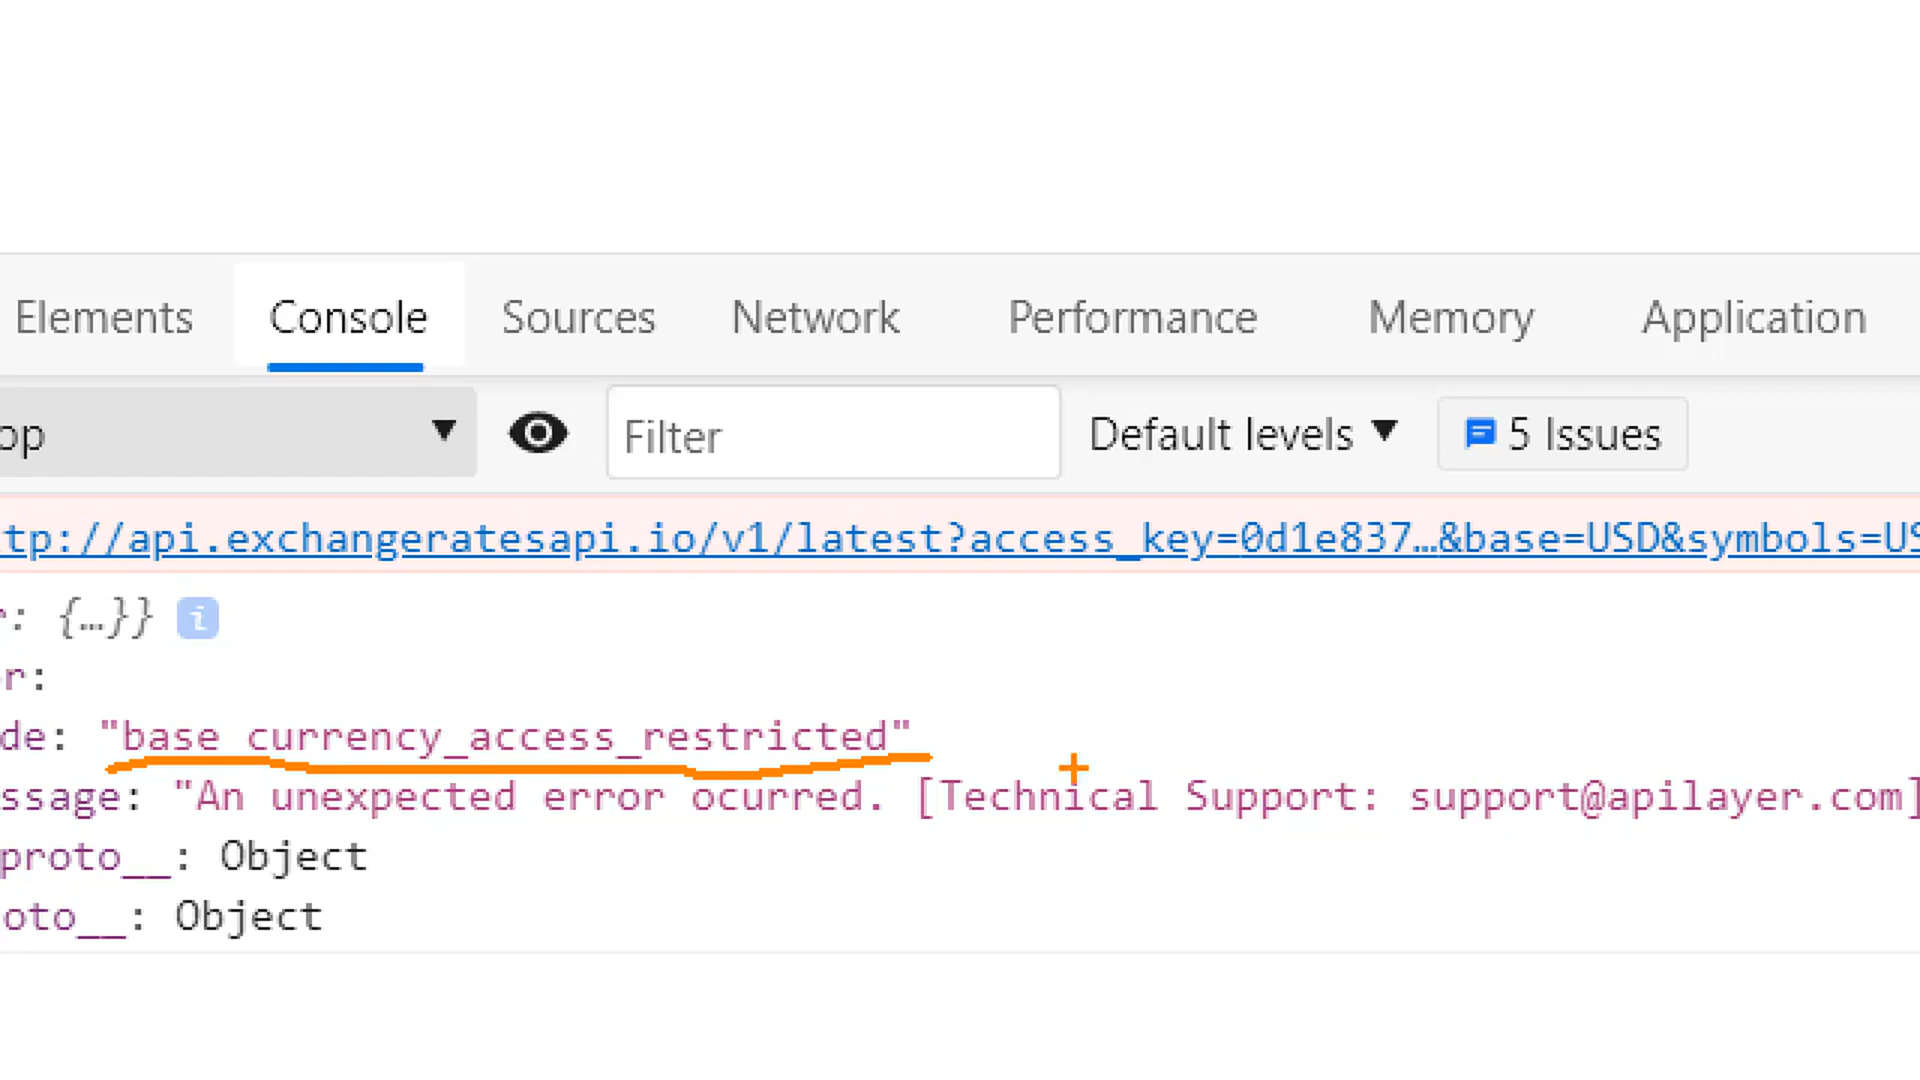 Elements Console Sources Network Performance Memory Application
op Filter Default levels 5 Issues
tp://api.exchangeratesapi.io/v1/latest?access_key=0d1e837…&base=USD&symbols=US
r: {…}} i
r:
de: "base_currency_access_restricted"
ssage: "An unexpected error ocurred. [Technical Support: support@apilayer.com]
proto__: Object
oto__: Object